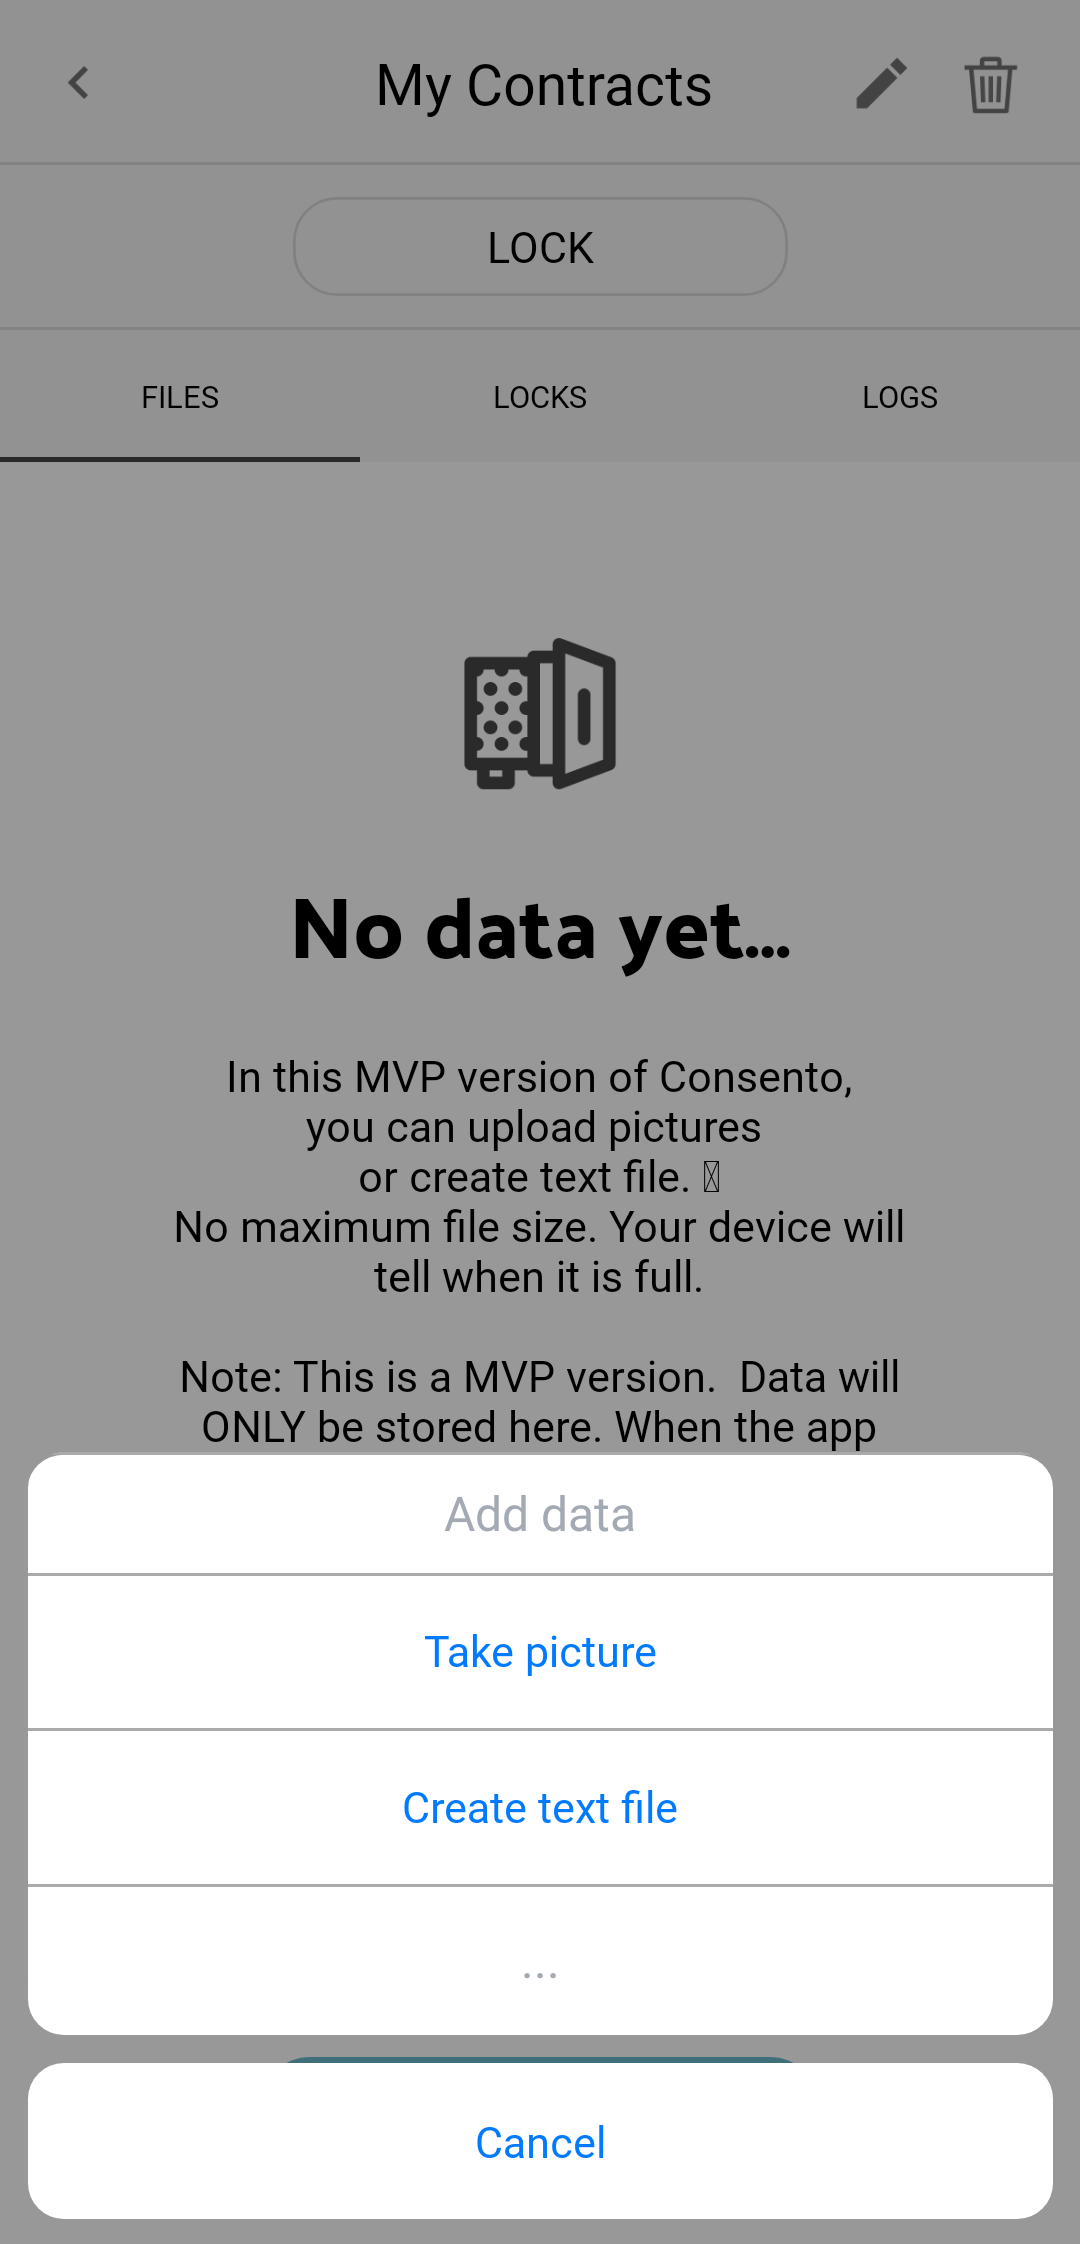 My Contracts
LOCK
FILES
LOCKS
LOGS
No data yet...
In this MVP version of Consento,
you can upload pictures
or create text file.
No maximum file size. Your device will
tell when it is full.
Note: This is a MVP version.  Data will
ONLY be stored here. When the app
Add data
Take picture
Create text file
...
Cancel